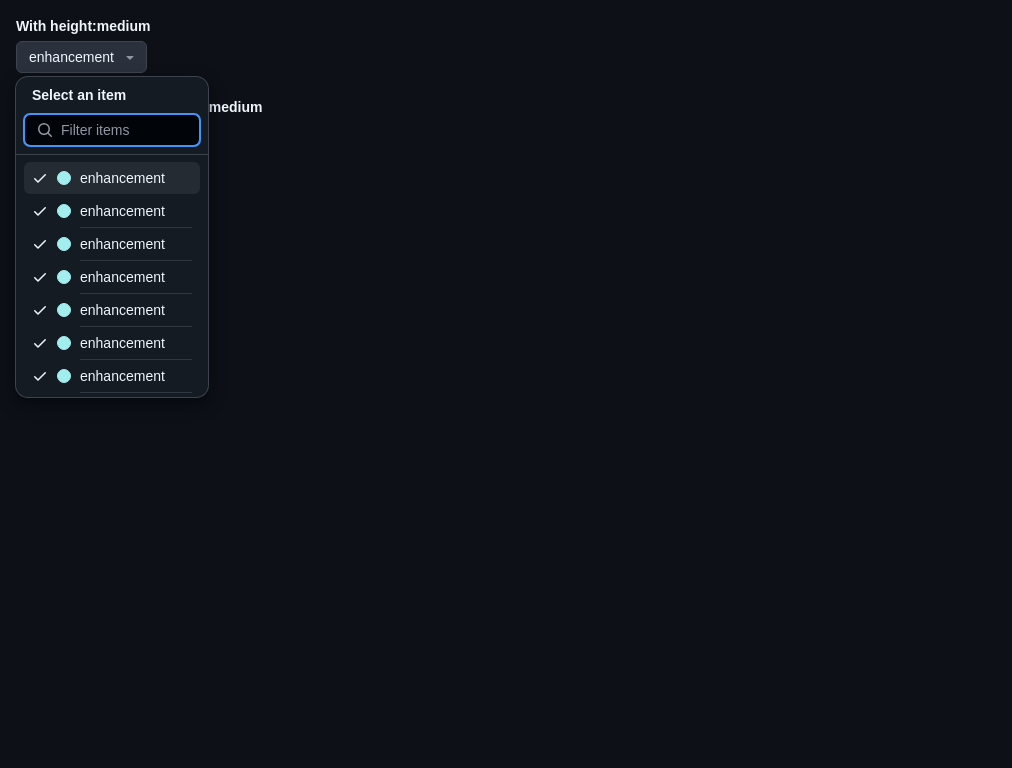 With height:medium
enhancement
Select an item
medium
Filter items
enhancement
enhancement
enhancement
enhancement
enhancement
enhancement
enhancement